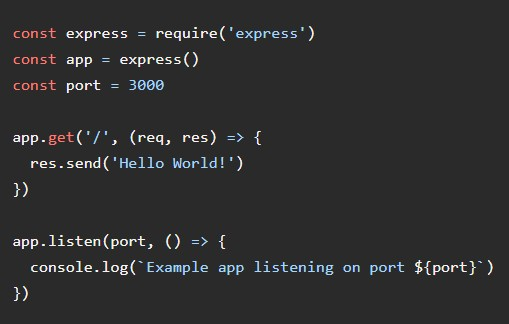 const express = require('express')
const app = express()
const port = 3000

app.get('/', (req, res) => {
  res.send('Hello World!')
})

app.listen(port, () => {
  console.log(`Example app listening on port ${port}`)
})